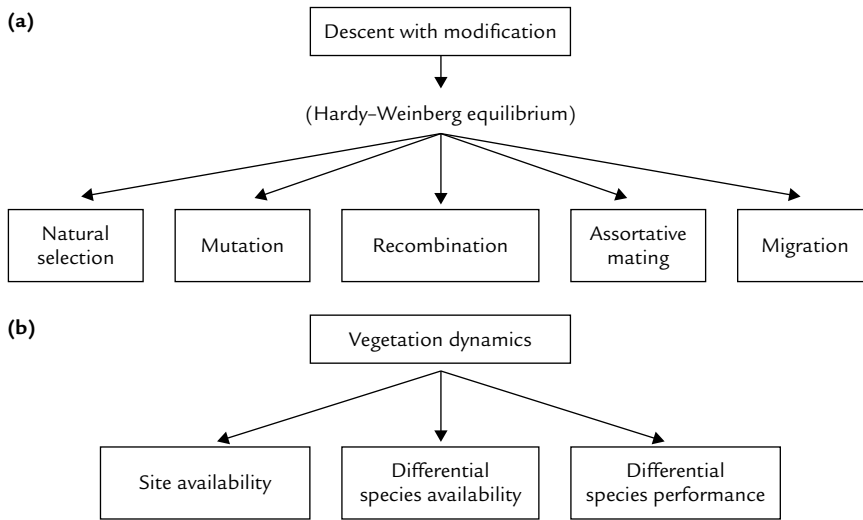 (a)
Descent with modification
(Hardy–Weinberg equilibrium)
Natural
selection
Mutation
Recombination
Assortative
mating
Migration
(b)
Vegetation dynamics
Site availability
Differential
species availability
Differential
species performance